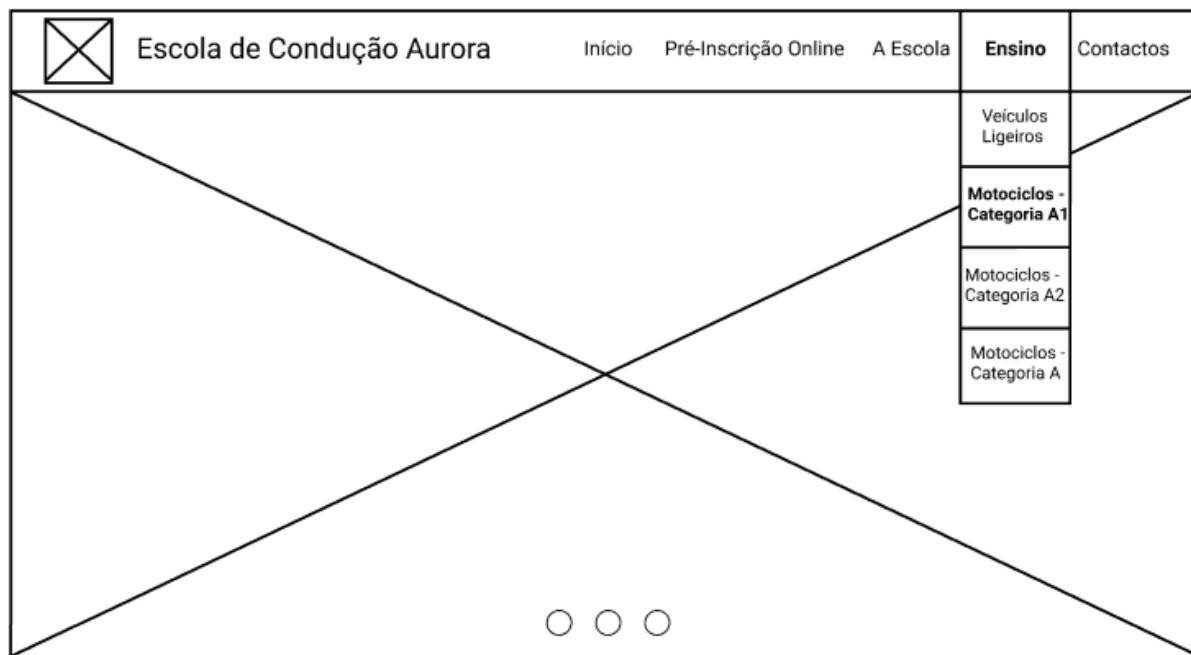 Escola de Condução Aurora
Início
Pré-Inscrição Online
A Escola
Ensino
Contactos
Veículos
Ligeiros
Motociclos -
Categoria A1
Motociclos -
Categoria A2
Motociclos -
Categoria A